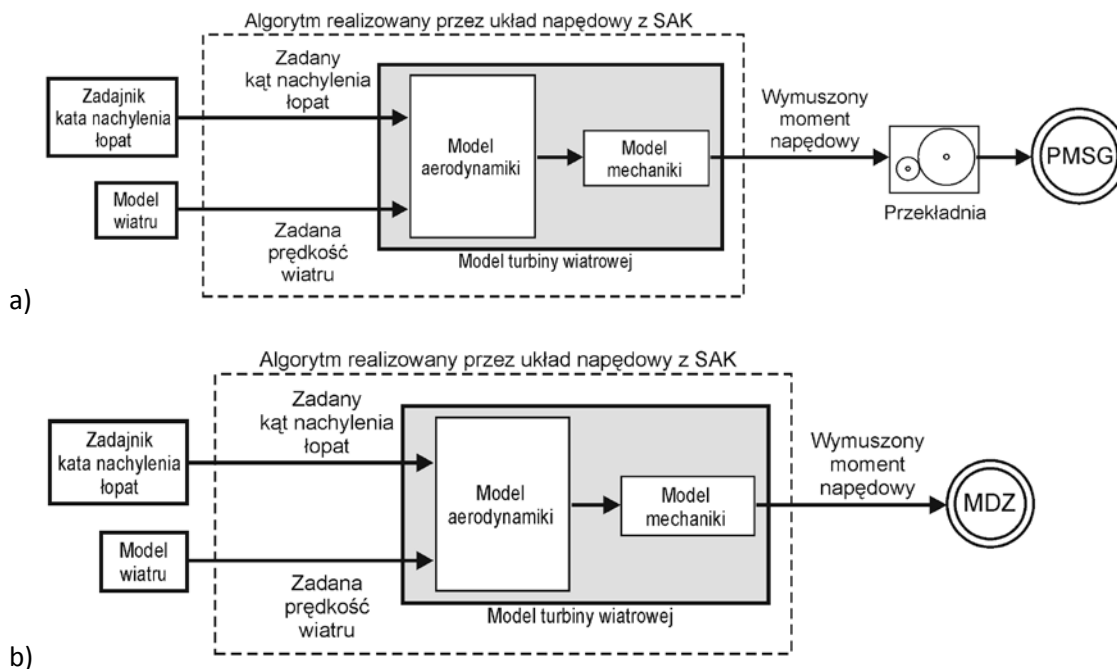 Algorytm realizowany przez układ napędowy z SAK
Zadajnik
kata nachylenia
łopat
Zadany
kąt nachylenia
łopat
Model
wiatru
Zadana
prędkość
wiatru
Model
aerodynamiki
Model
mechaniki
Model turbiny wiatrowej
Wymuszony
moment
napędowy
Przekładnia
PMSG
a)
Algorytm realizowany przez układ napędowy z SAK
Zadajnik
kata nachylenia
łopat
Zadany
kąt nachylenia
łopat
Model
wiatru
Zadana
prędkość
wiatru
Model
aerodynamiki
Model
mechaniki
Model turbiny wiatrowej
Wymuszony
moment
napędowy
MDZ
b)